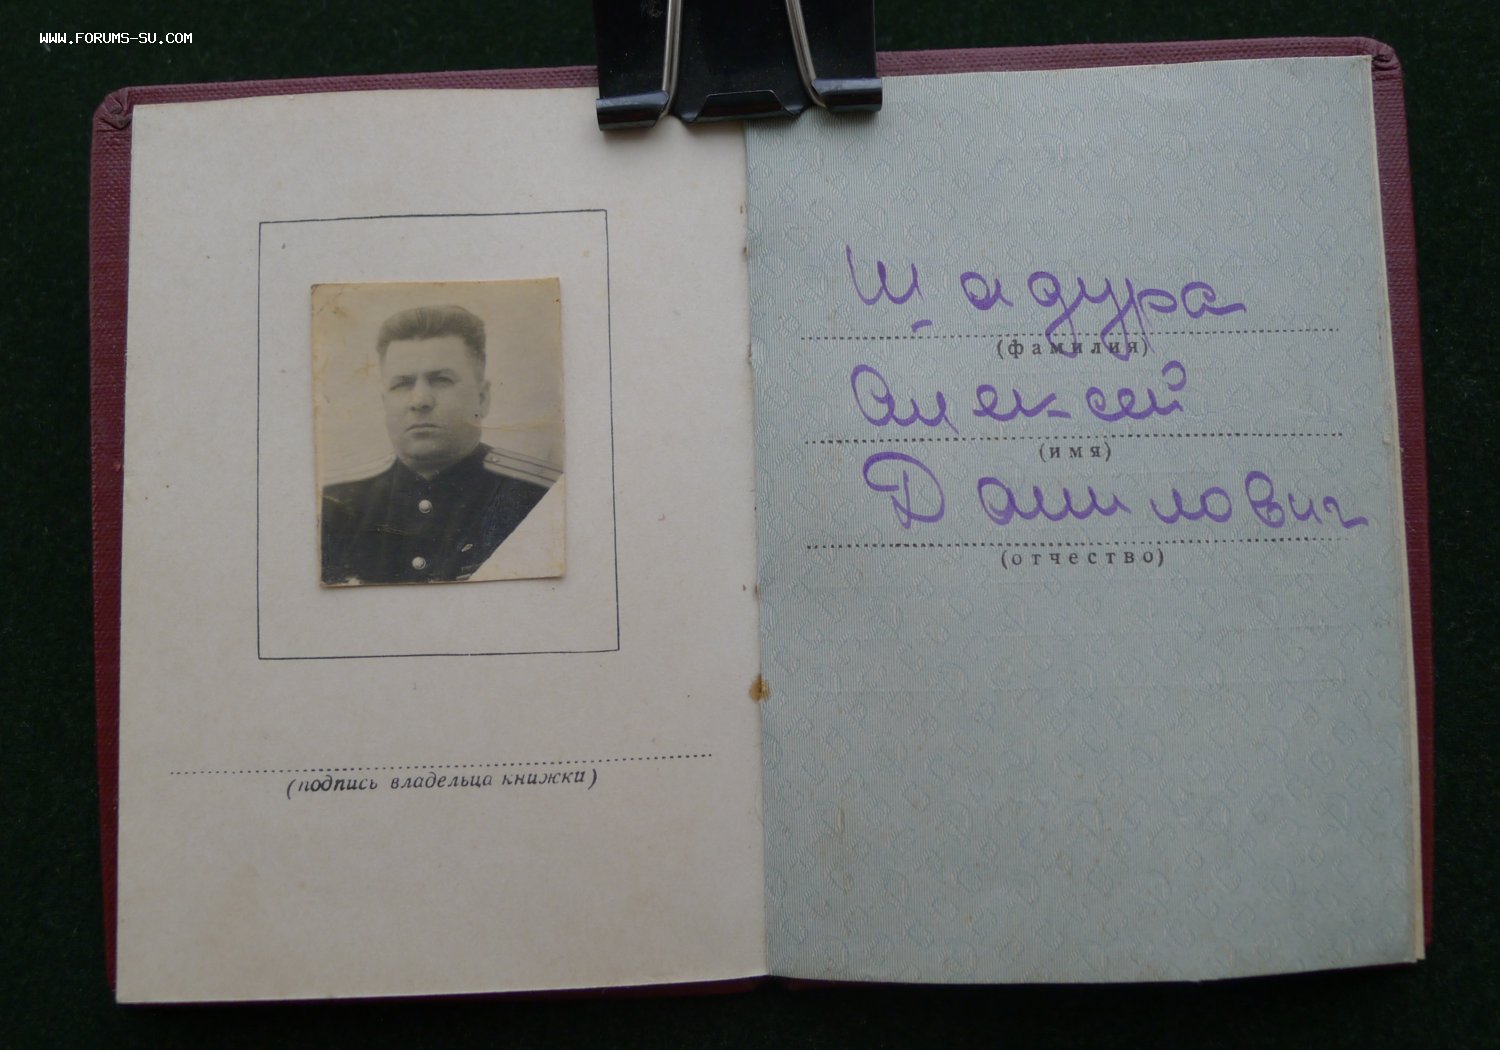 WWW.FORUMS-SU.COM
(подпись владельца книжки)
Шадура
(фамилия)
Алексей
(имя)
Данилович
(отчество)